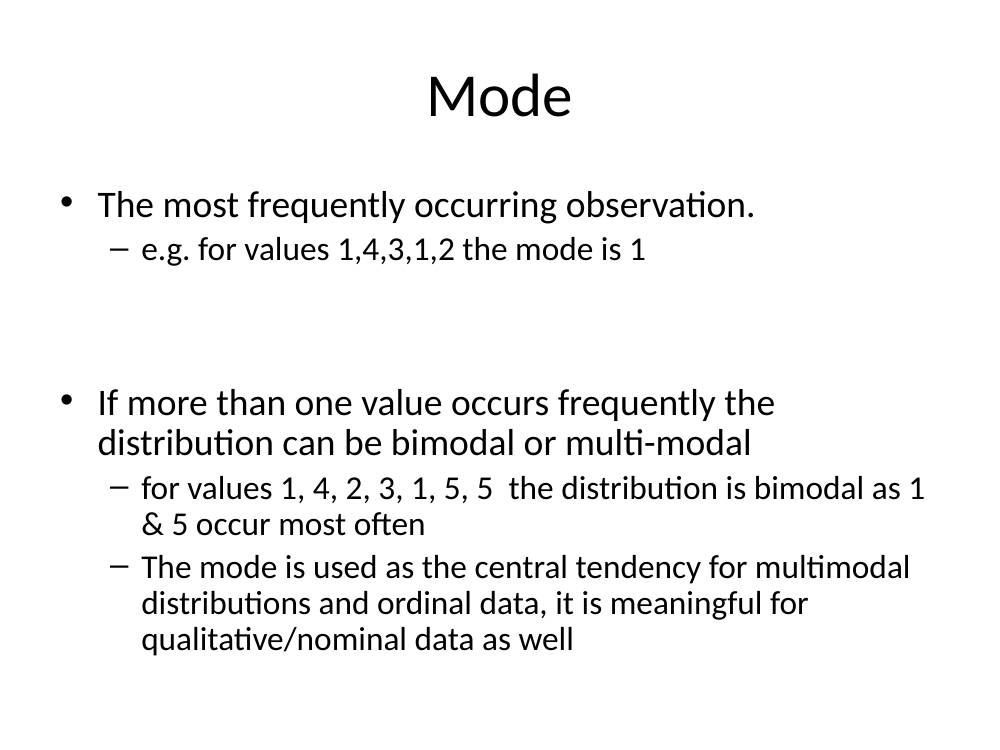 Mode
• The most frequently occurring observation.
– e.g. for values 1,4,3,1,2 the mode is 1
• If more than one value occurs frequently the
distribution can be bimodal or multi-modal
– for values 1, 4, 2, 3, 1, 5, 5  the distribution is bimodal as 1
& 5 occur most often
– The mode is used as the central tendency for multimodal
distributions and ordinal data, it is meaningful for
qualitative/nominal data as well